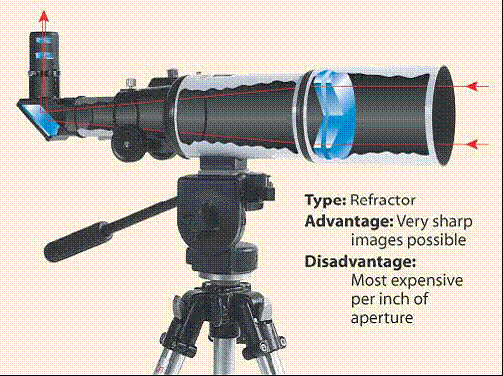 Type: Refractor
Advantage: Very sharp
images possible
Disadvantage:
Most expensive
per inch of
aperture